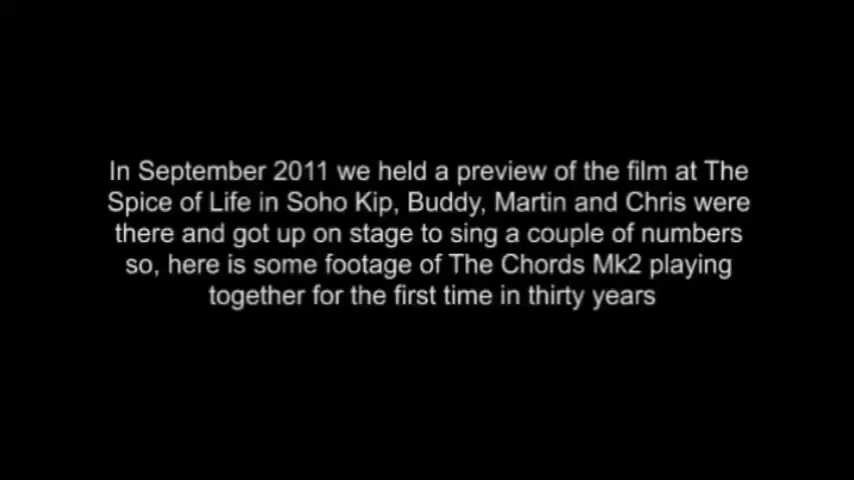 In September 2011 we held a preview of the film at The
Spice of Life in Soho Kip, Buddy, Martin and Chris were
there and got up on stage to sing a couple of numbers
so, here is some footage of The Chords Mk2 playing
together for the first time in thirty years